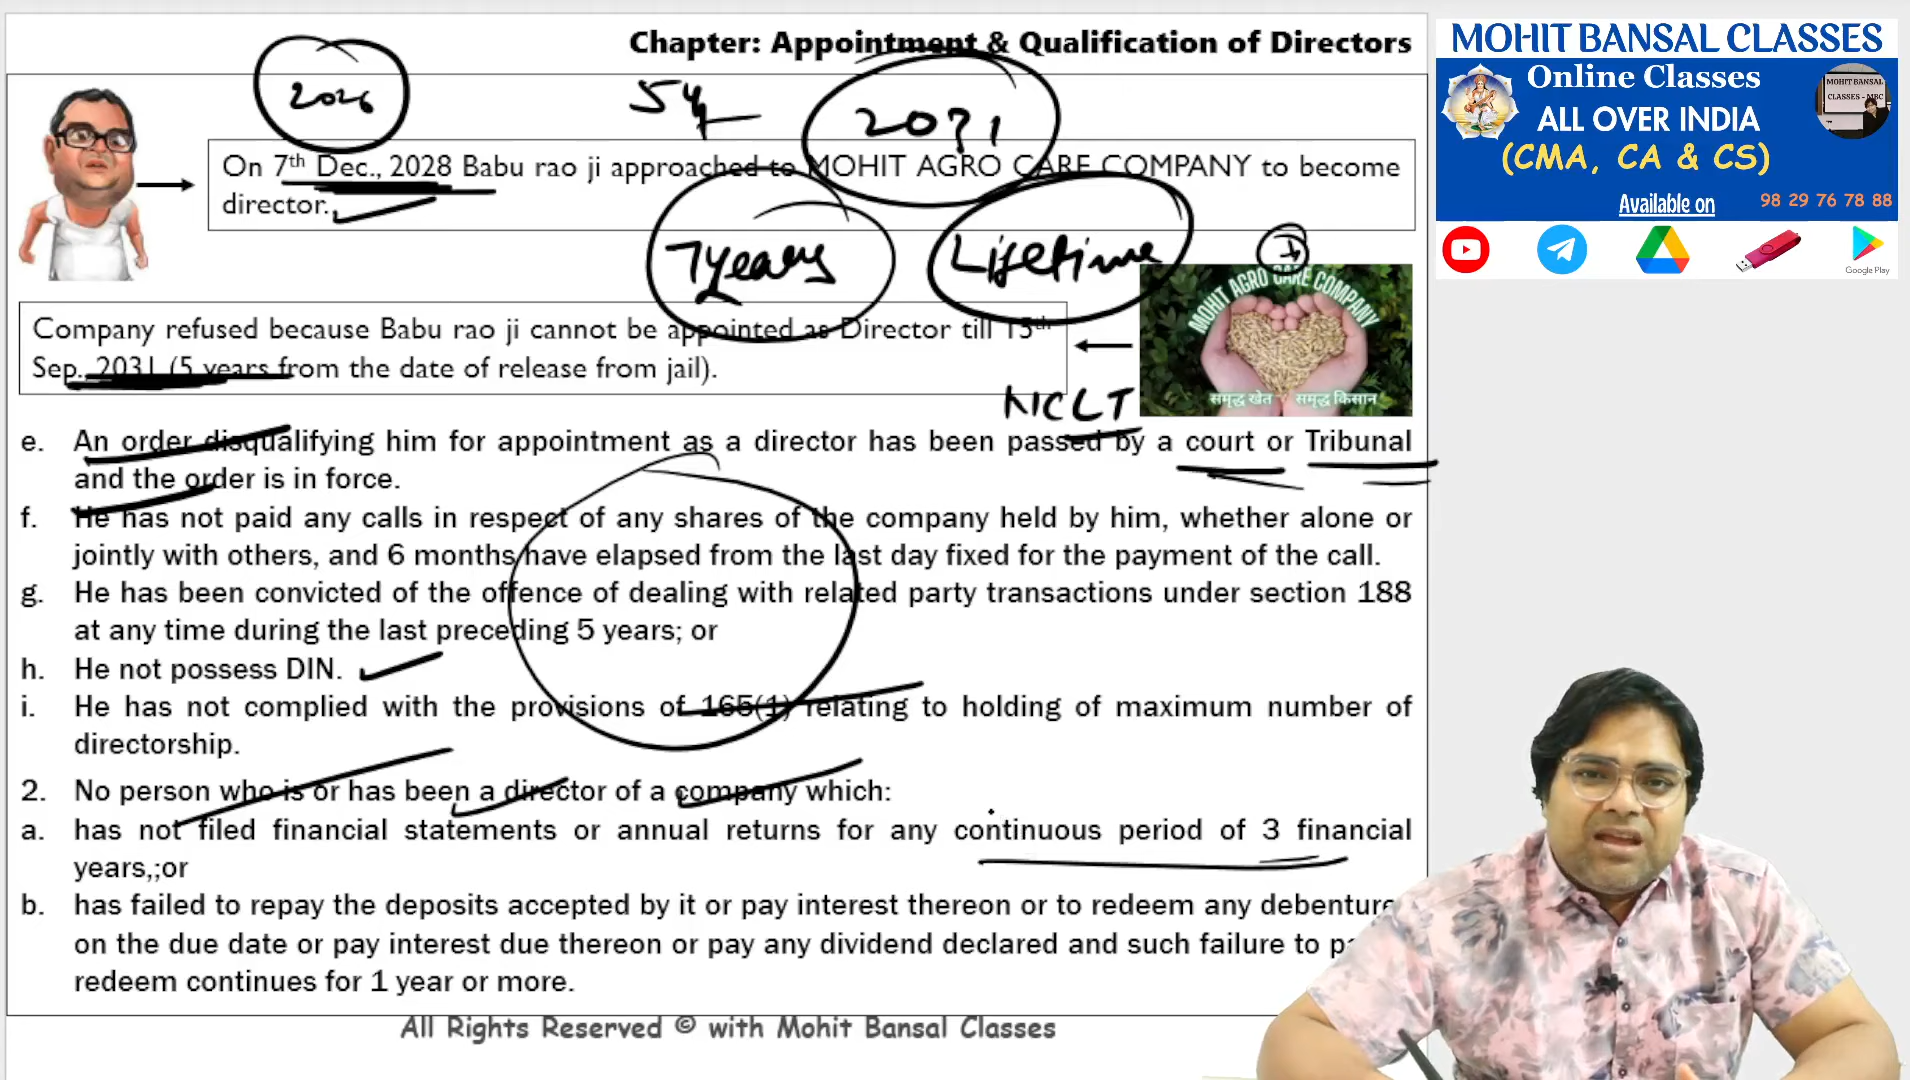 Chapter: Appointment & Qualification of Directors
2026
5y
2031
On 7th Dec., 2028 Babu rao ji approached to MOHIT AGRO CARE COMPANY to become
director.
7years
Lifetime
MOHIT AGRO CARE COMPANY
समृद्ध खेत समृद्ध किसान
Company refused because Babu rao ji cannot be appointed as Director till 15th
Sep., 2031 (5 years from the date of release from jail).
NCLT
e. An order disqualifying him for appointment as a director has been passed by a court or Tribunal
and the order is in force.
f. He has not paid any calls in respect of any shares of the company held by him, whether alone or
jointly with others, and 6 months have elapsed from the last day fixed for the payment of the call.
g. He has been convicted of the offence of dealing with related party transactions under section 188
at any time during the last preceding 5 years; or
h. He not possess DIN.
i. He has not complied with the provisions of 165(1) relating to holding of maximum number of
directorship.
2. No person who is or has been a director of a company which:
a. has not filed financial statements or annual returns for any continuous period of 3 financial
years,;or
b. has failed to repay the deposits accepted by it or pay interest thereon or to redeem any debenture
on the due date or pay interest due thereon or pay any dividend declared and such failure to
redeem continues for 1 year or more.
All Rights Reserved © with Mohit Bansal Classes
MOHIT BANSAL CLASSES
Online Classes
ALL OVER INDIA
(CMA, CA & CS)
Available on
98 29 76 78 88
MOHIT BANSAL
CLASSES - MBC
Google Play